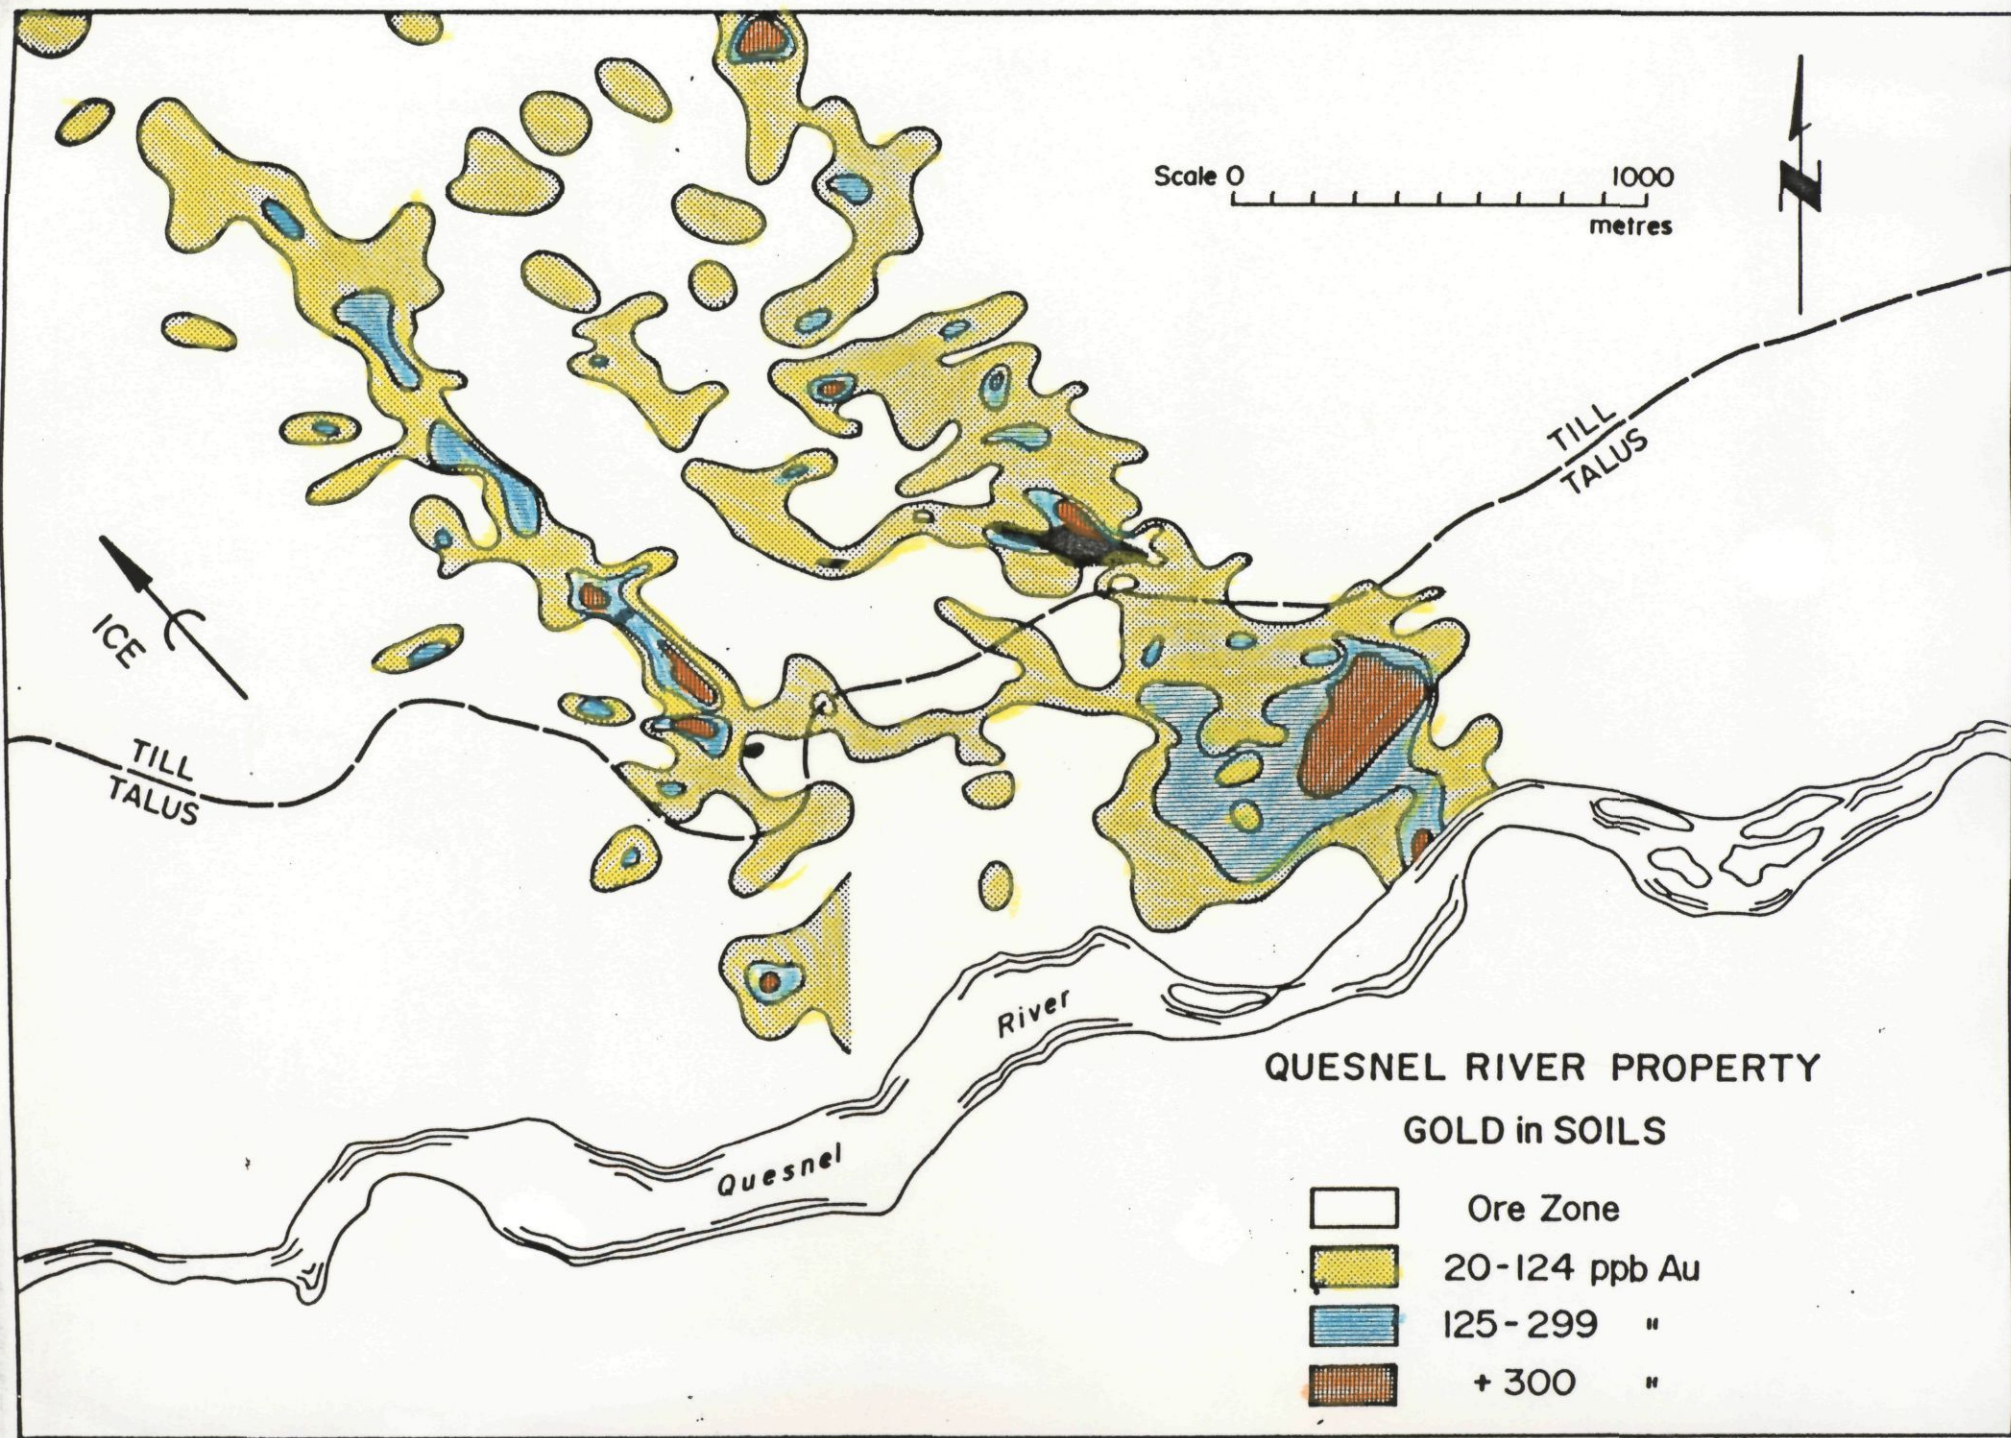 Scale 0 1000
metres
N
TILL
TALUS
ICE
TILL
TALUS
Quesnel River
QUESNEL RIVER PROPERTY
GOLD in SOILS
Ore Zone
20-124 ppb Au
125-299 "
+ 300 "